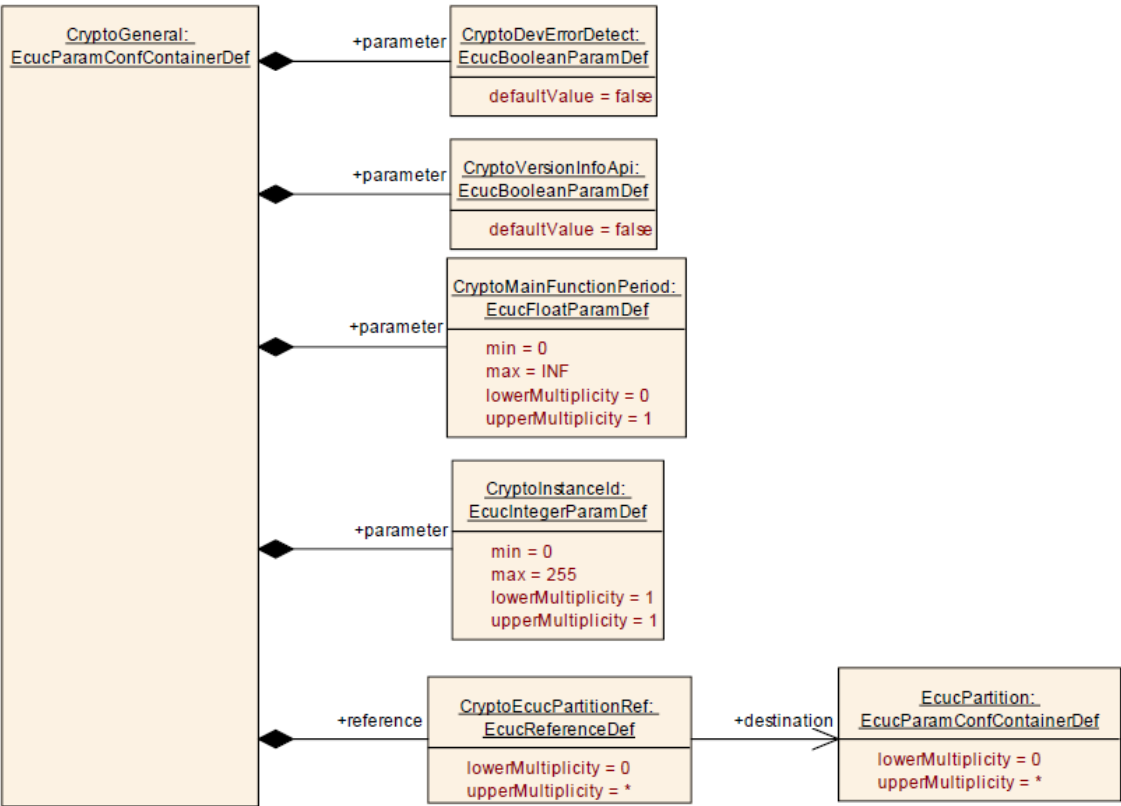 CryptoGeneral:
EcucParamConfContainerDef
+parameter
CryptoDevErrorDetect:
EcucBooleanParamDef
defaultValue = false
+parameter
CryptoVersionInfoApi:
EcucBooleanParamDef
defaultValue = false
+parameter
CryptoMainFunctionPeriod:
EcucFloatParamDef
min = 0
max = INF
lowerMultiplicity = 0
upperMultiplicity = 1
+parameter
CryptoInstanceId:
EcucIntegerParamDef
min = 0
max = 255
lowerMultiplicity = 1
upperMultiplicity = 1
+reference
CryptoEcucPartitionRef:
EcucReferenceDef
lowerMultiplicity = 0
upperMultiplicity = *
+destination
EcucPartition:
EcucParamConfContainerDef
lowerMultiplicity = 0
upperMultiplicity = *